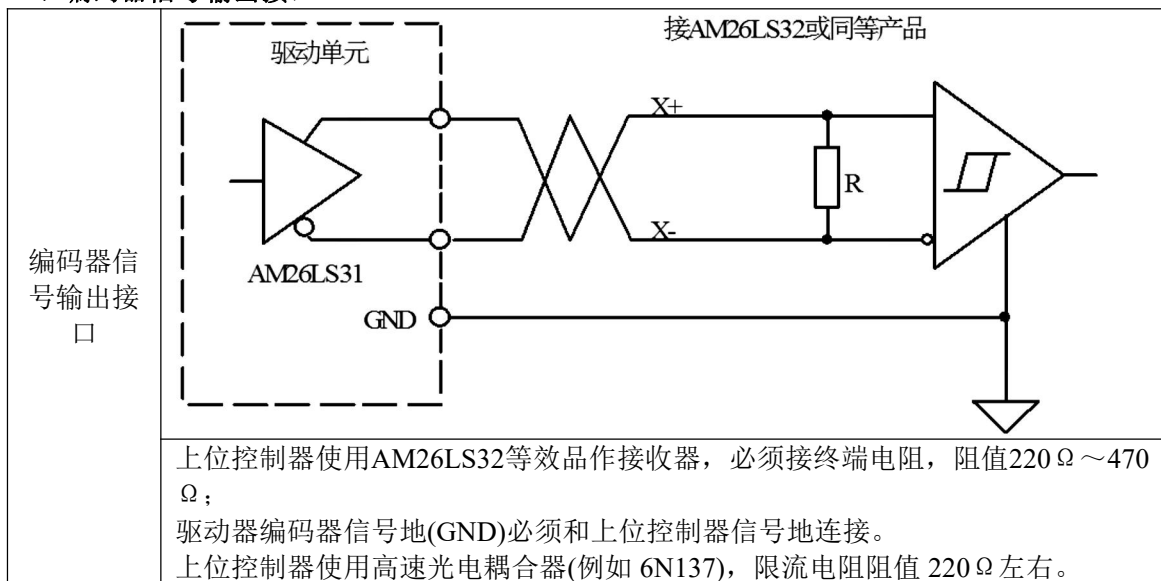 驱动单元
接AM26LS32或同等产品
X+
R
X-
AM26LS31
GND
编码器信
号输出接
口
上位控制器使用AM26LS32等效品作接收器，必须接终端电阻，阻值220Ω～470
Ω；
驱动器编码器信号地(GND)必须和上位控制器信号地连接。
上位控制器使用高速光电耦合器(例如 6N137)，限流电阻阻值 220Ω左右。